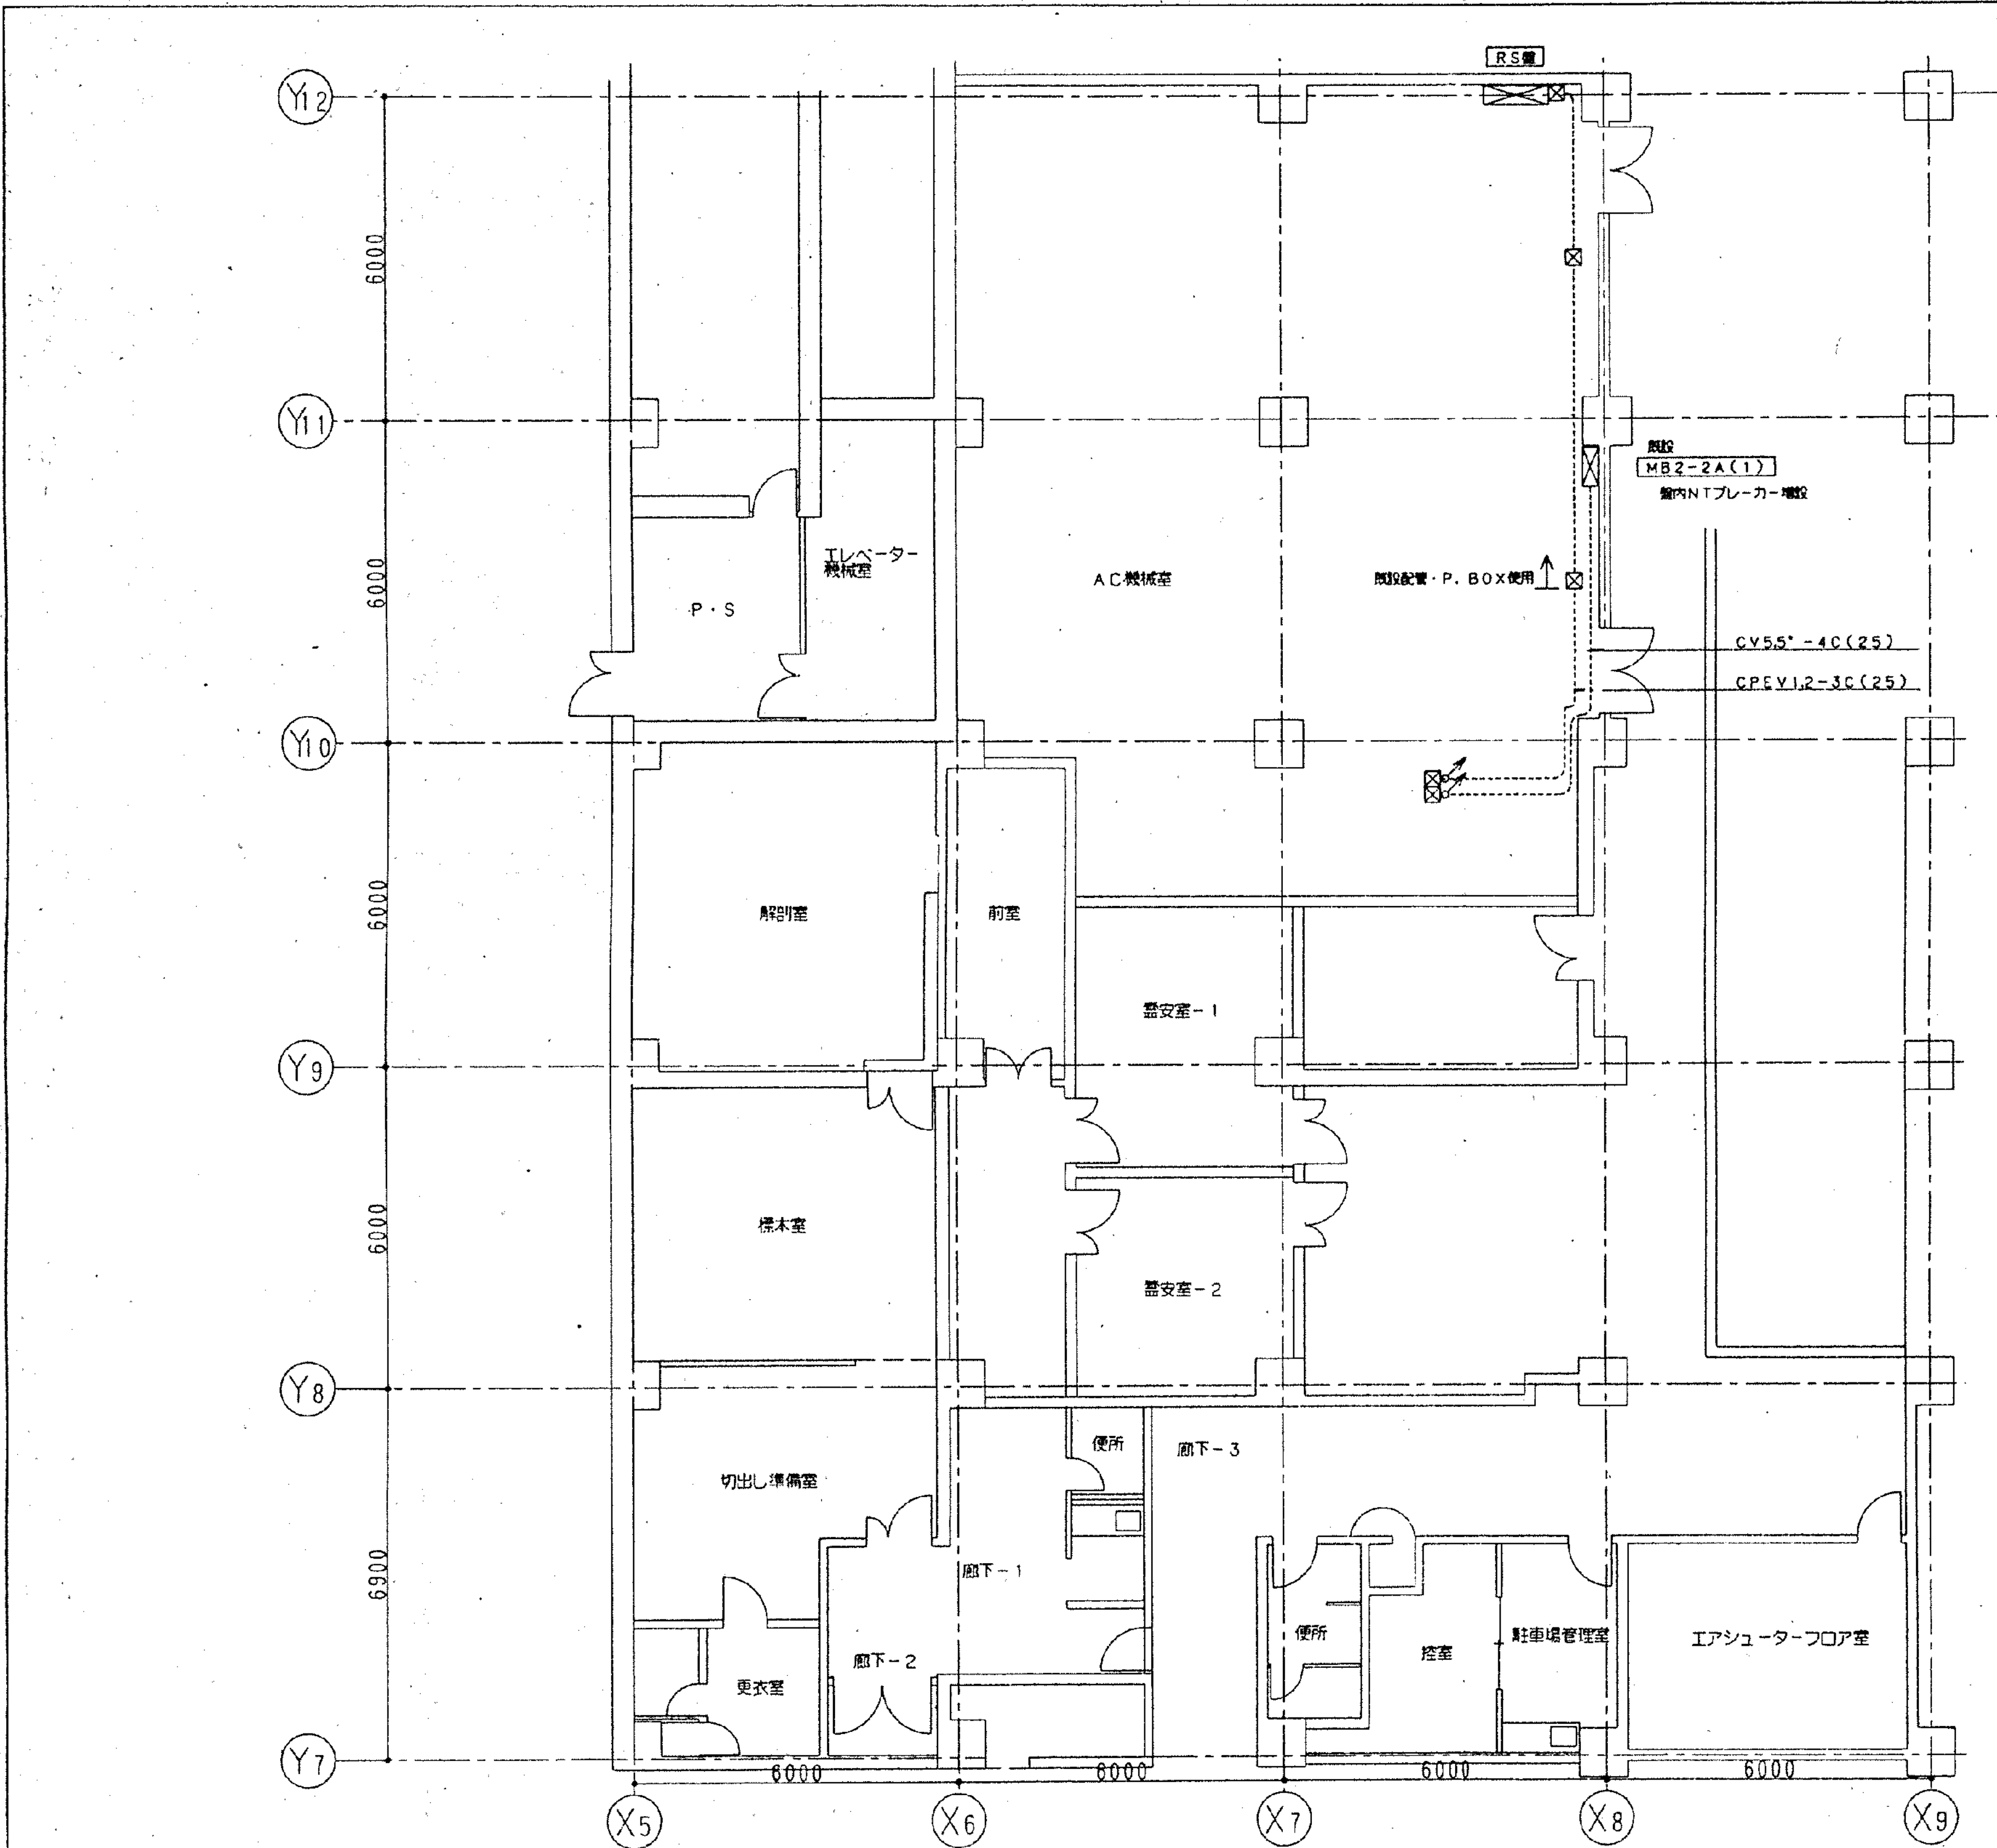 RS盤
Y12
6000
Y11
既設
MB2-2A(1)
盤内NTブレーカー増設
6000
エレベーター
機械室
AC機械室
既設配管・P. BOX使用
P・S
CV5.5°-4C(25)
CPEV1.2-3C(25)
Y10
6000
解剖室
前室
霊安室-1
Y9
6000
標本室
霊安室-2
Y8
便所
廊下-3
切出し準備室
6900
廊下-1
便所
控室
駐車場管理室
エアシューターフロア室
廊下-2
更衣室
Y7
6000
6000
6000
6000
X5
X6
X7
X8
X9